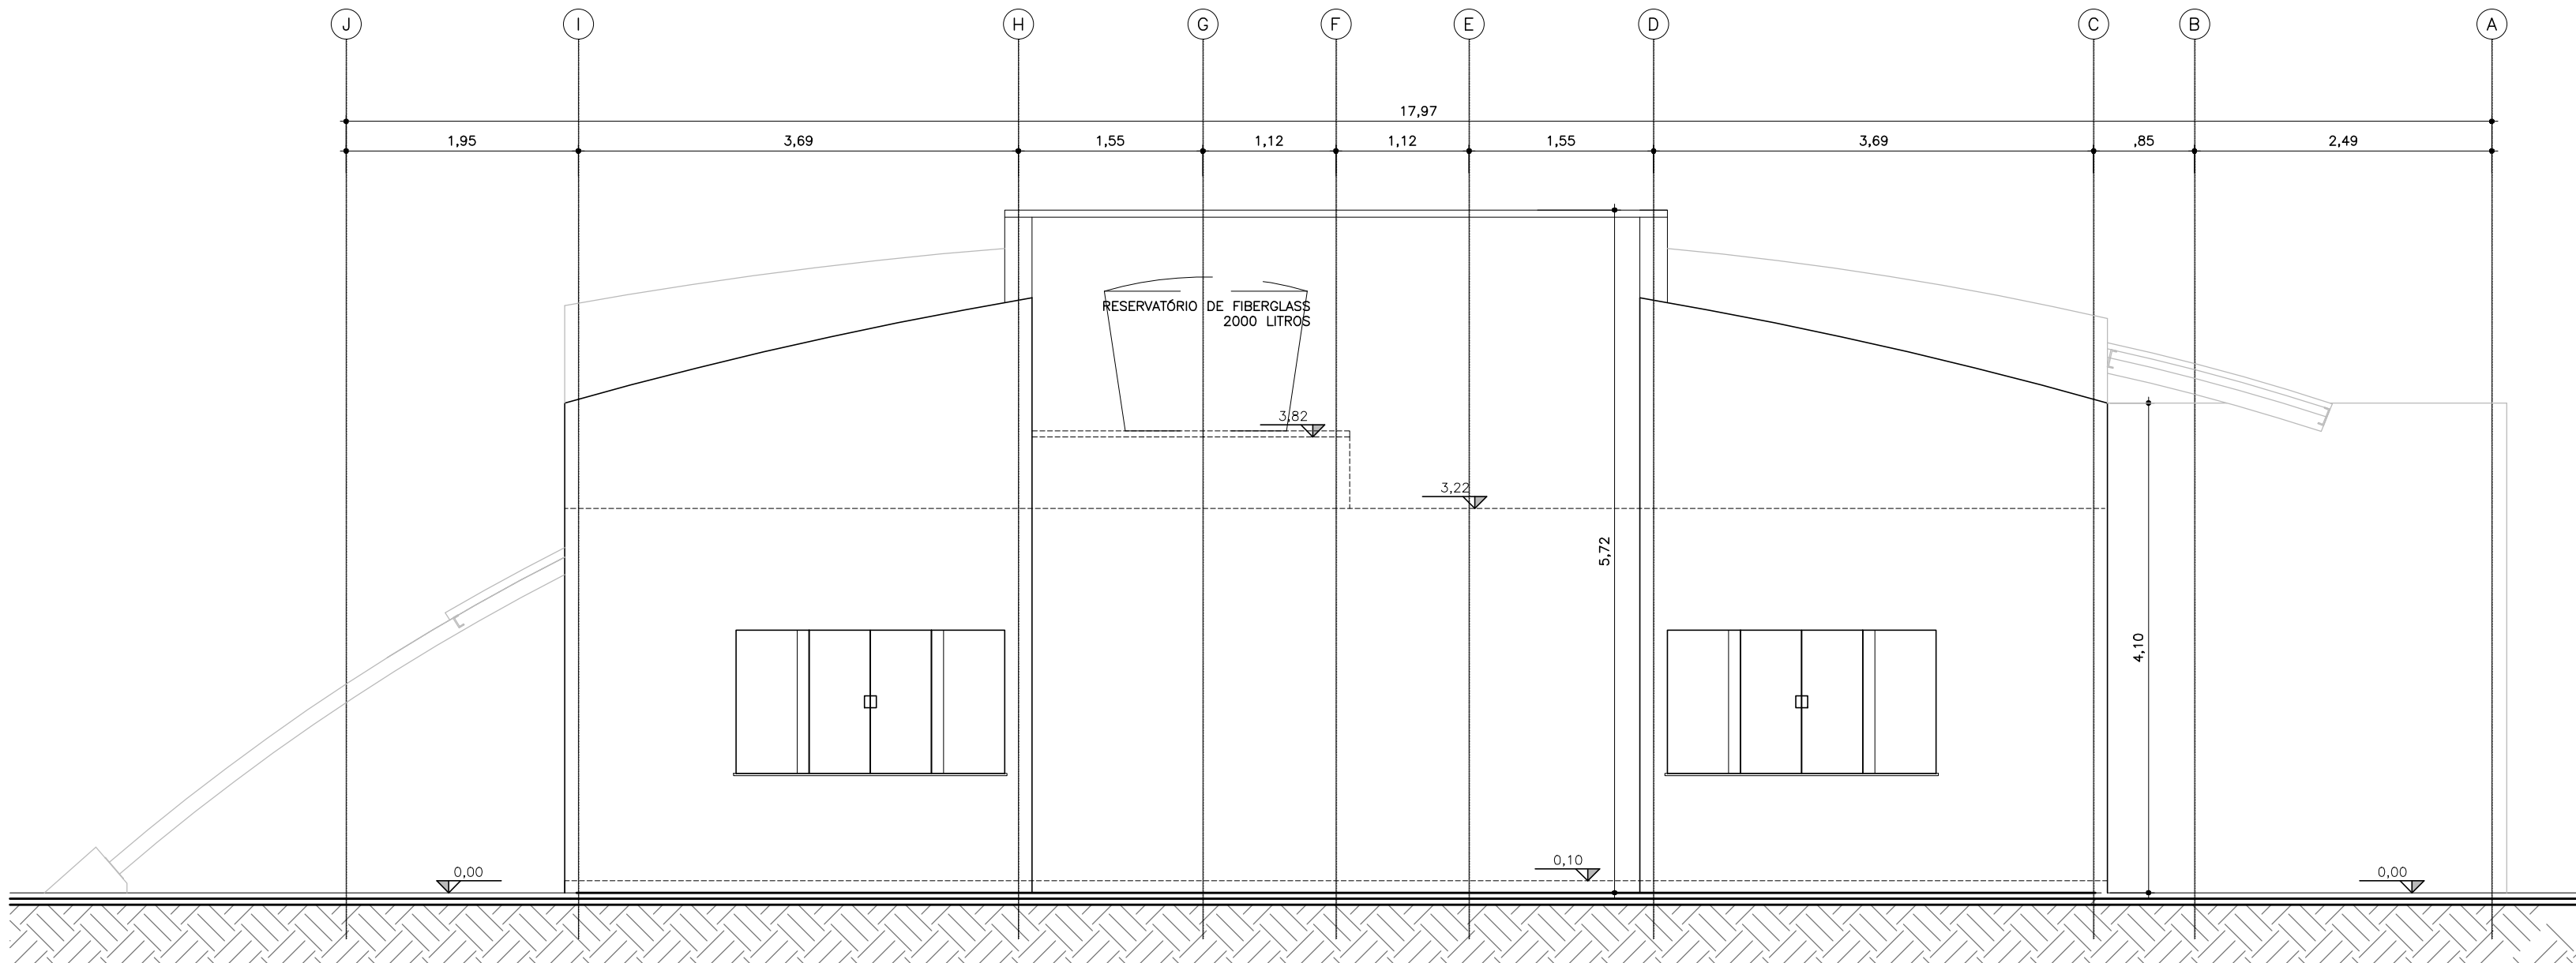 J
I
H
G
F
E
D
C
B
A
17,97
1,95
3,69
1,55
1,12
1,12
1,55
3,69
,85
2,49
RESERVATÓRIO DE FIBERGLASS
2000 LITROS
3,82
3,22
5,72
4,10
0,10
0,00
0,00